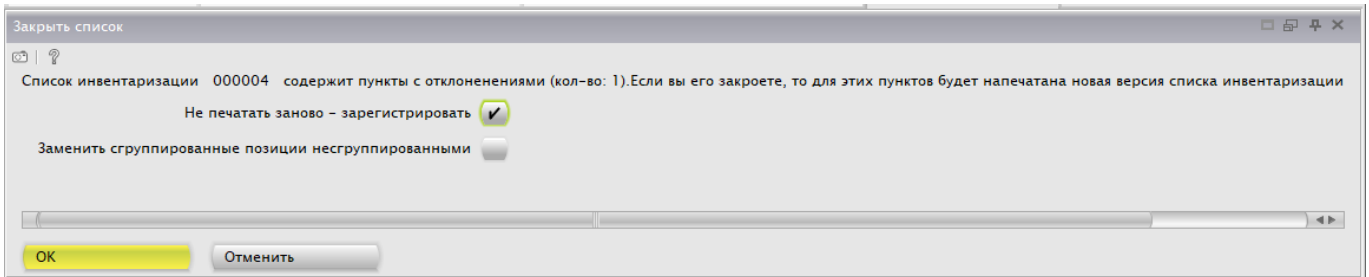 Закрыть список
Список инвентаризации 000004 содержит пункты с отклоненениями (кол-во: 1).Если вы его закроете, то для этих пунктов будет напечатана новая версия списка инвентаризации
Не печатать заново – зарегистрировать
Заменить сгруппированные позиции несгруппированными
OK Отменить